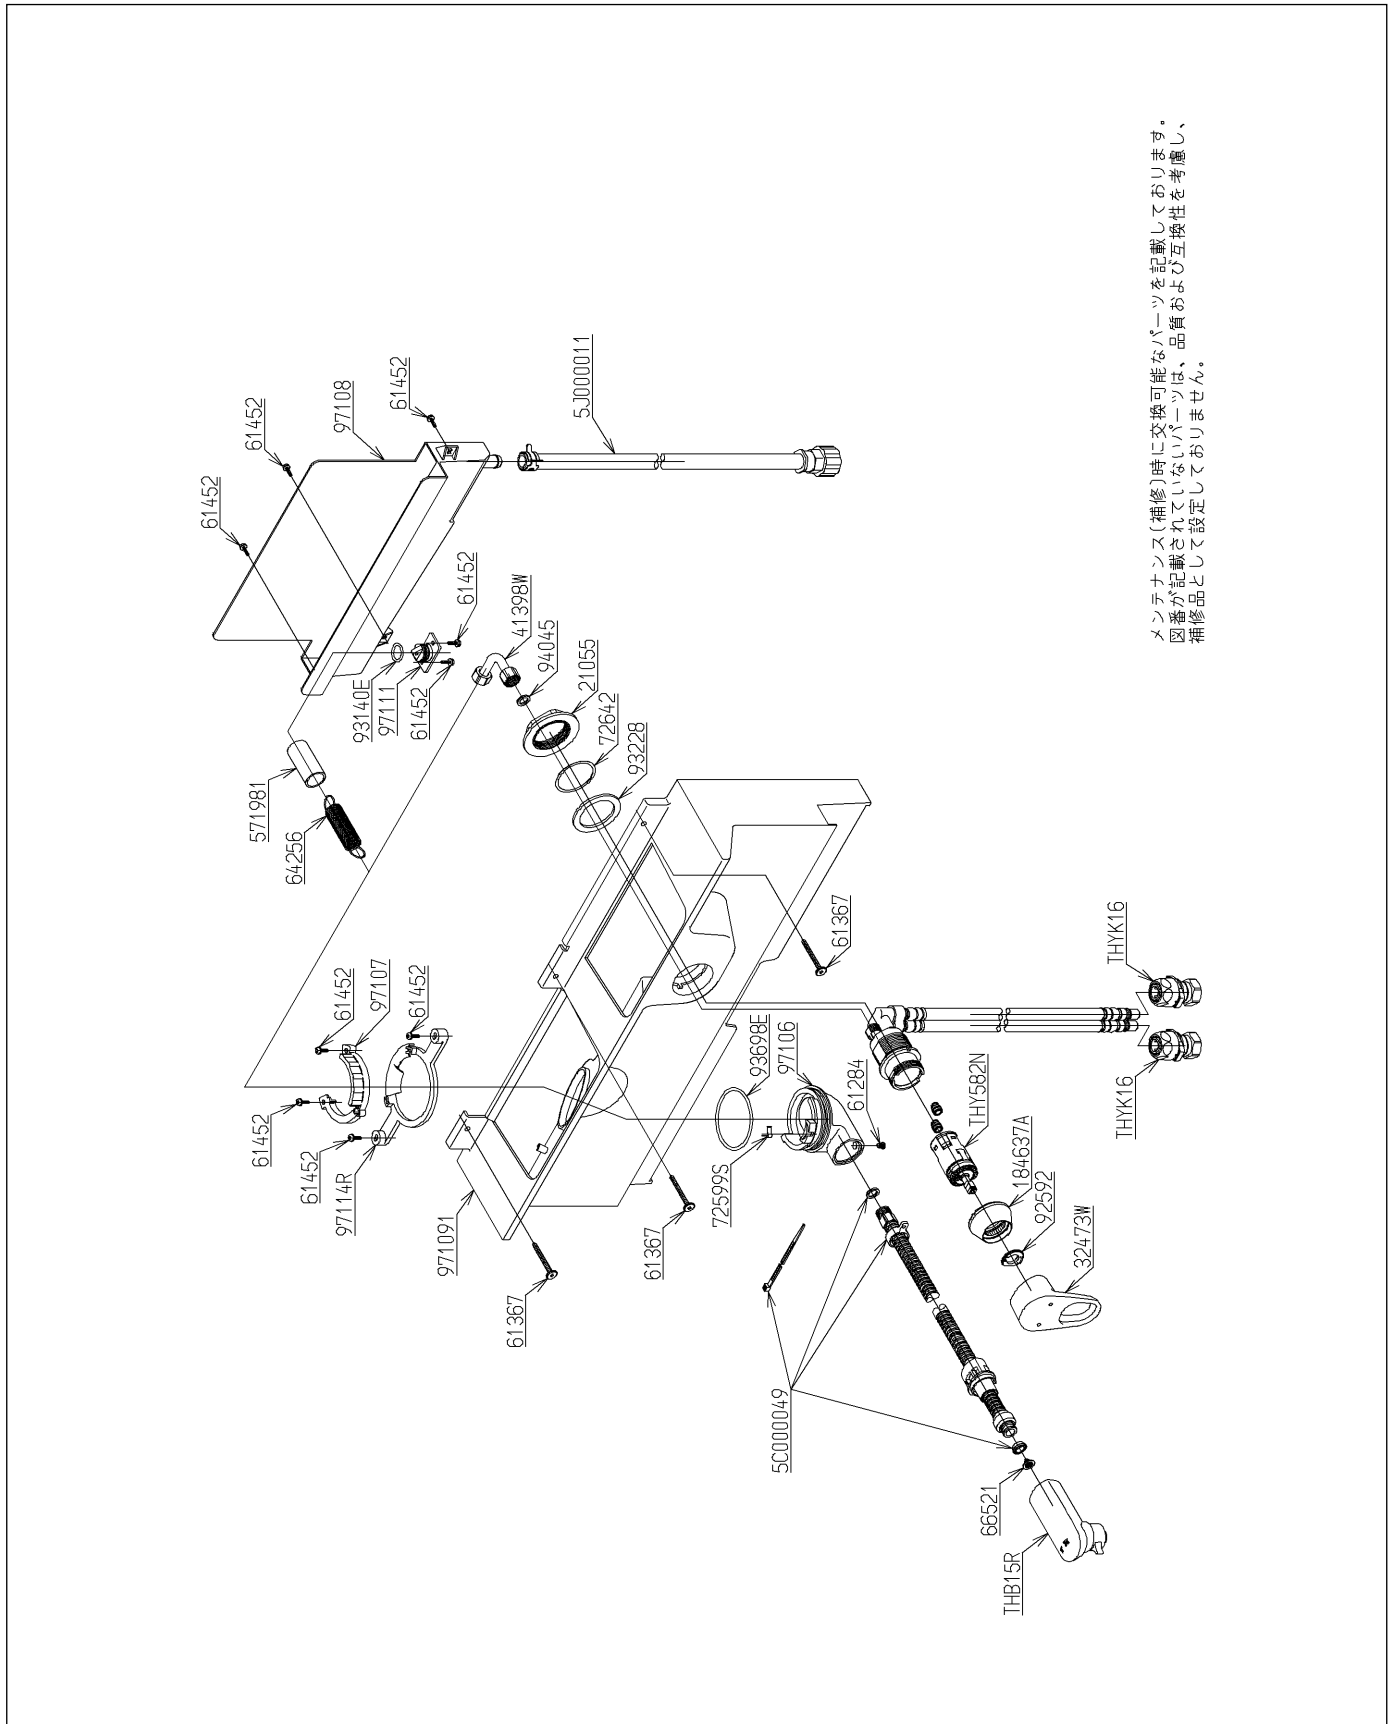 61452
61452
97108
61452
5J000011
93140E
97111
61452
61452
41398W
94045
21055
72642
93228
571981
64256
61452
97107
61452
61452
61452
97114R
971091
61367
61367
61367
93698E
97106
61284
72599S
THYK16
THYK16
THY582N
184637A
92592
32473W
5C000049
66521
THB15R
メンテナンス(補修)時に交換可能なパーツを記載しております。
図番が記載されていないパーツは、品質および互換性を考慮し、
補修品として設定しておりません。